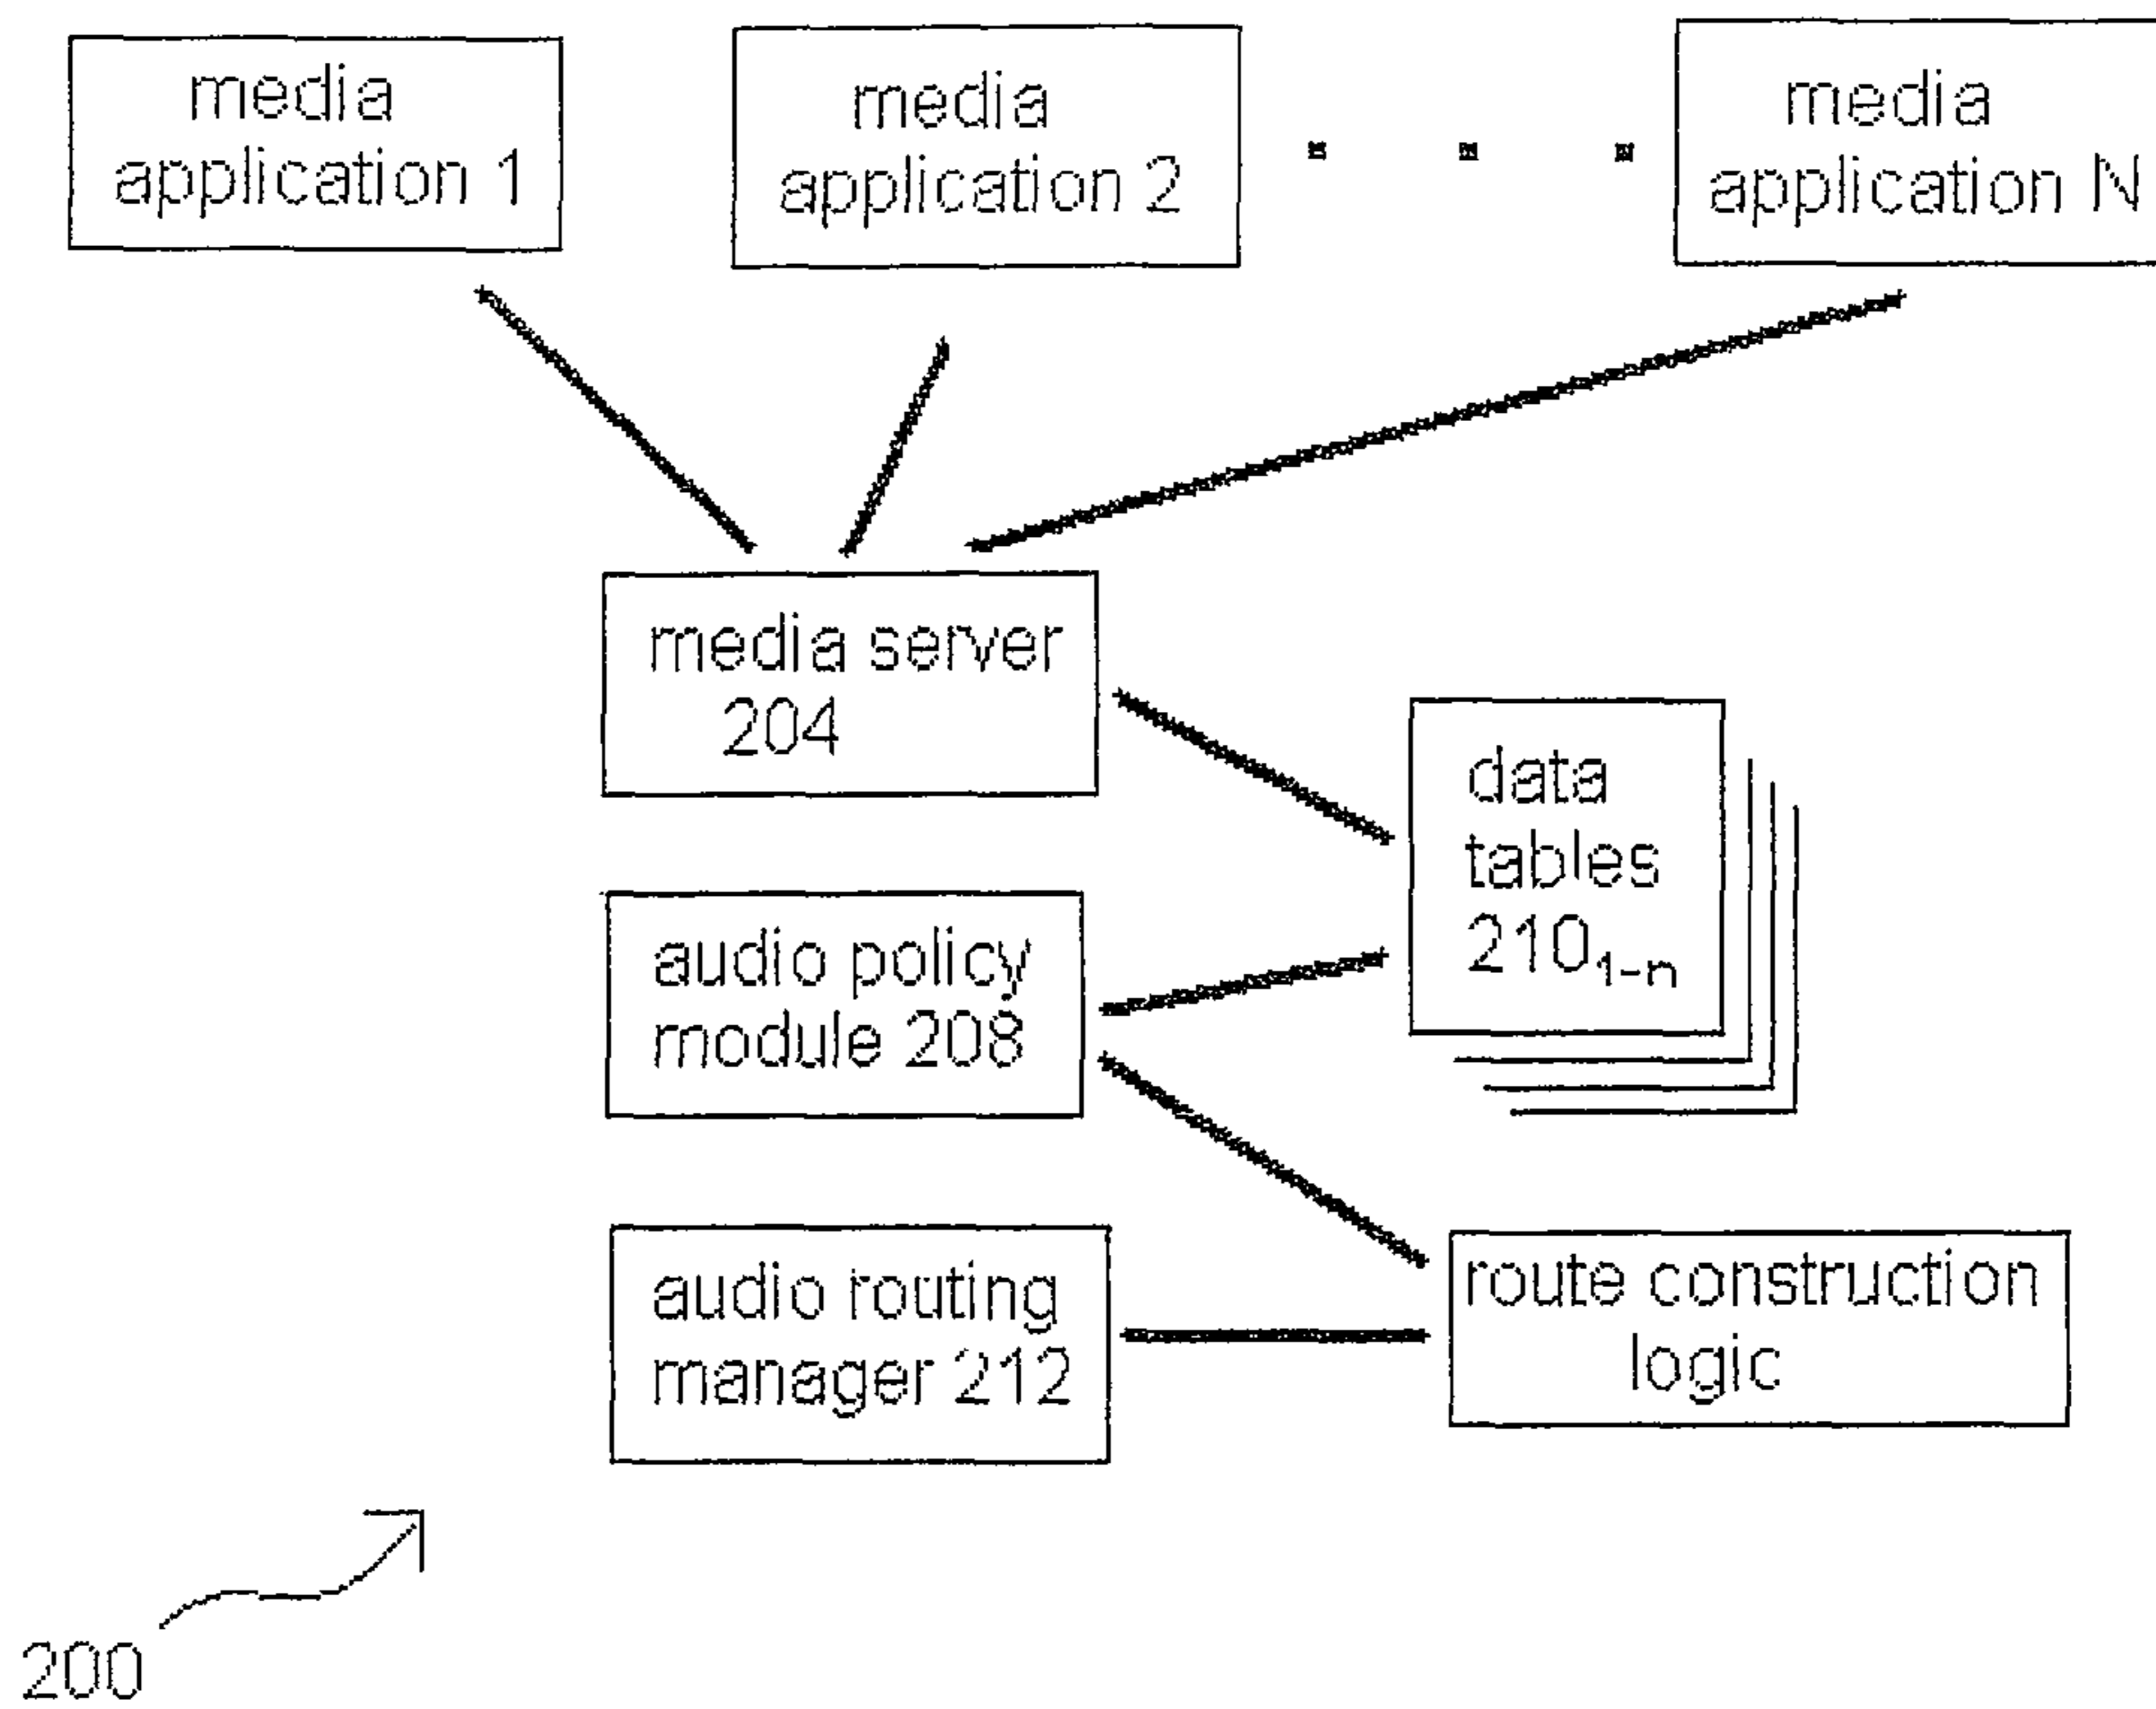 media
application 1
media
application 2
media
application N
media server
204
data
tables
210₁₋ₙ
audio policy
module 208
audio routing
manager 212
route construction
logic
200